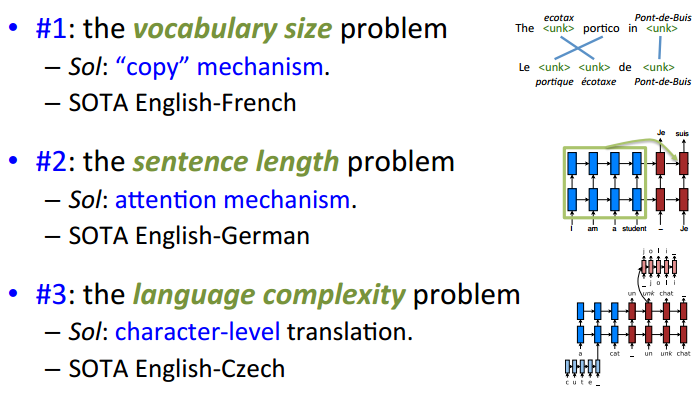 • #1: the vocabulary size problem
– Sol: “copy” mechanism.
– SOTA English-French
ecotax Pont-de-Buis
The <unk> portico in <unk>
Le <unk> <unk> de <unk>
portique écotaxe Pont-de-Buis
• #2: the sentence length problem
– Sol: attention mechanism.
– SOTA English-German
Je suis
I am a student – Je
• #3: the language complexity problem
– Sol: character-level translation.
– SOTA English-Czech
j o l i _
_ j o l i
un unk chat _
a cat _ un unk chat
c u t e _